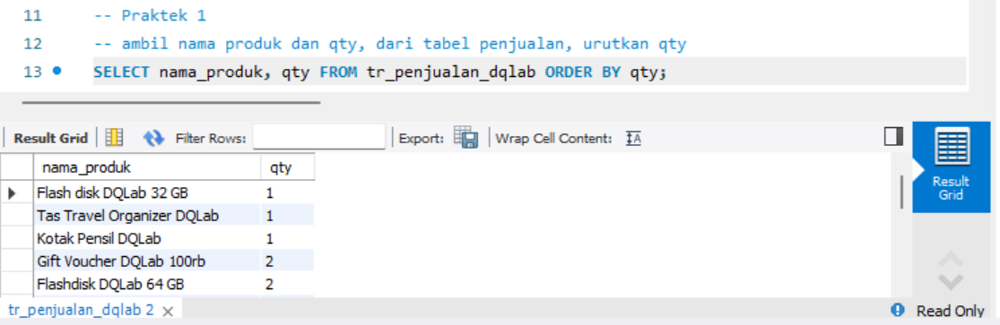 11 -- Praktek 1
12 -- ambil nama produk dan qty, dari tabel penjualan, urutkan qty
13 SELECT nama_produk, qty FROM tr_penjualan_dqlab ORDER BY qty;
Result Grid Filter Rows: Export: Wrap Cell Content: IA
nama_produk qty
Flash disk DQLab 32 GB 1
Tas Travel Organizer DQLab 1
Kotak Pensil DQLab 1
Gift Voucher DQLab 100rb 2
Flashdisk DQLab 64 GB 2
Result
Grid
tr_penjualan_dqlab 2 × Read Only